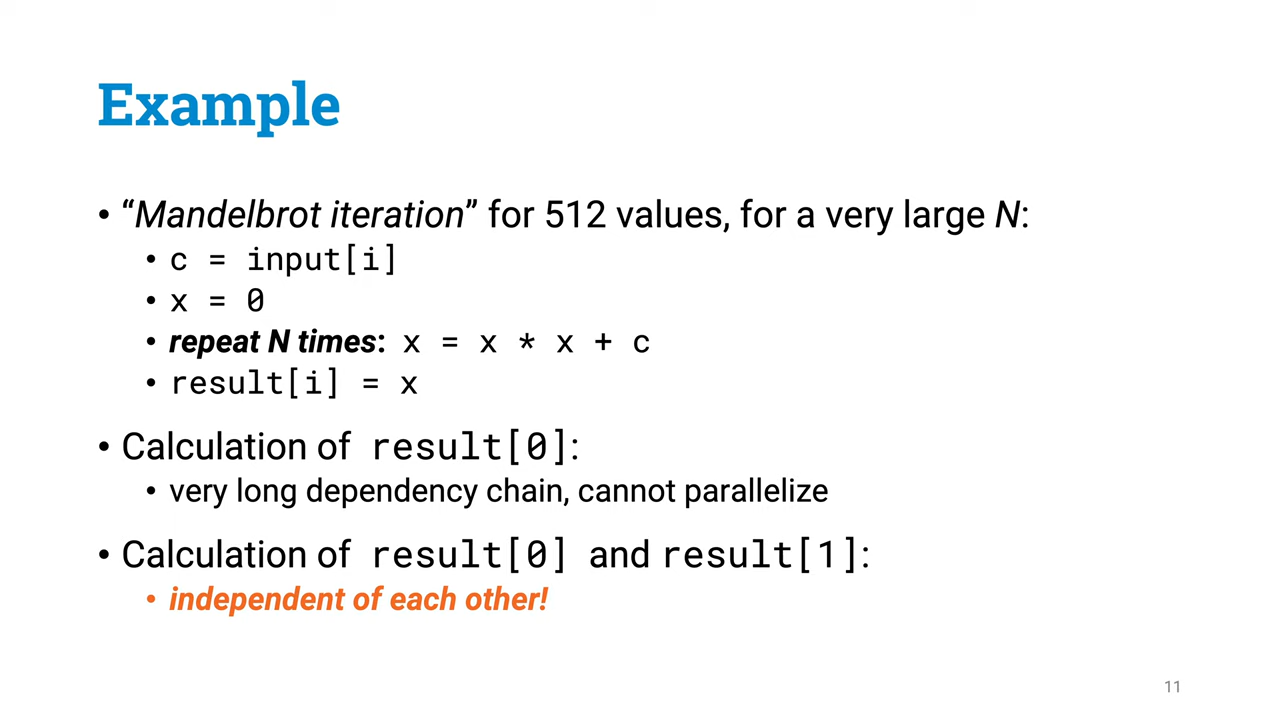 Example
• “Mandelbrot iteration” for 512 values, for a very large N:
• c = input[i]
• x = 0
• repeat N times: x = x * x + c
• result[i] = x
• Calculation of result[0]:
• very long dependency chain, cannot parallelize
• Calculation of result[0] and result[1]:
• independent of each other!
11